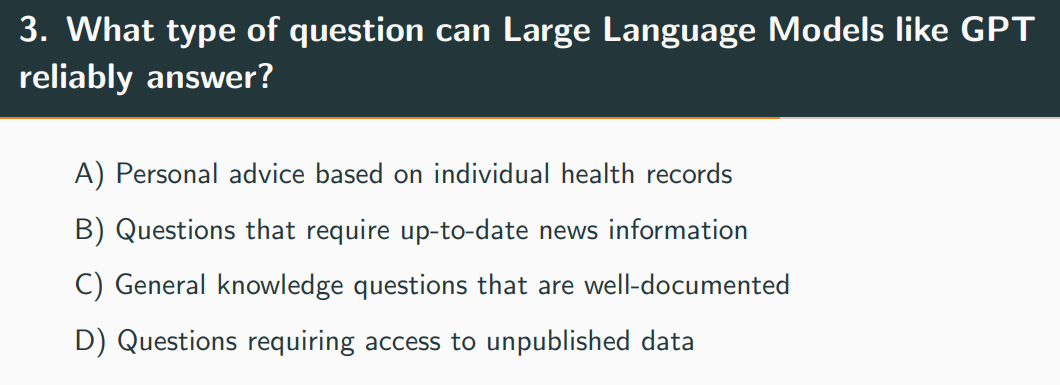 3. What type of question can Large Language Models like GPT
reliably answer?
A) Personal advice based on individual health records
B) Questions that require up-to-date news information
C) General knowledge questions that are well-documented
D) Questions requiring access to unpublished data